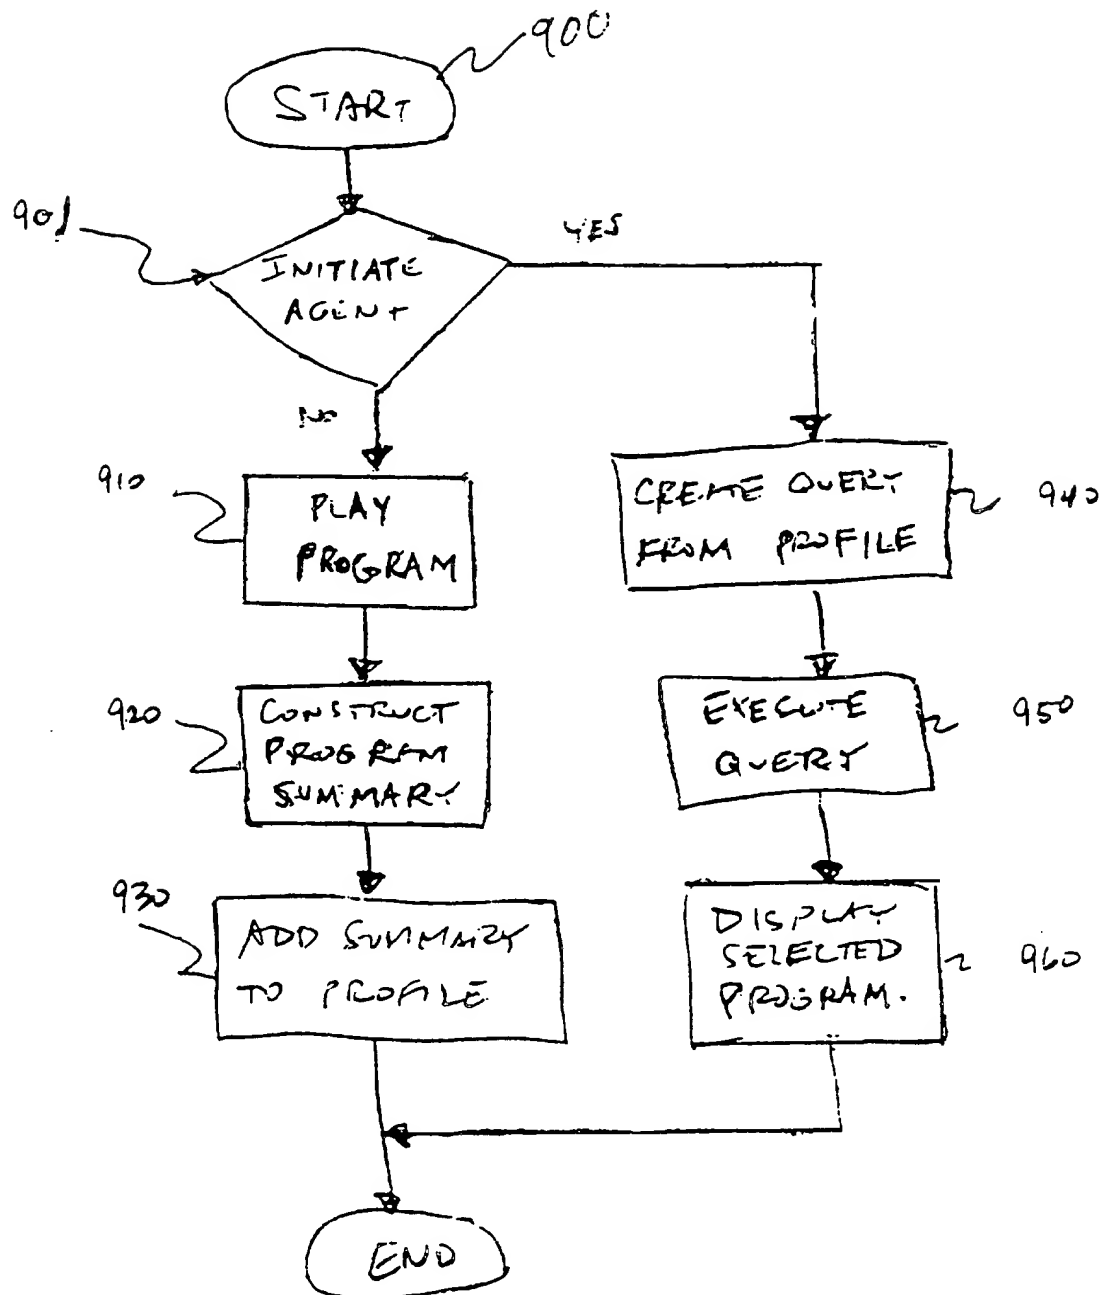 900
START
901
INITIATE
AGENT
YES
NO
910
PLAY
PROGRAM
CREATE QUERY
FROM PROFILE
940
920
CONSTRUCT
PROGRAM
SUMMARY
EXECUTE
QUERY
950
930
ADD SUMMARY
TO PROFILE
DISPLAY
SELECTED
PROGRAM.
960
END